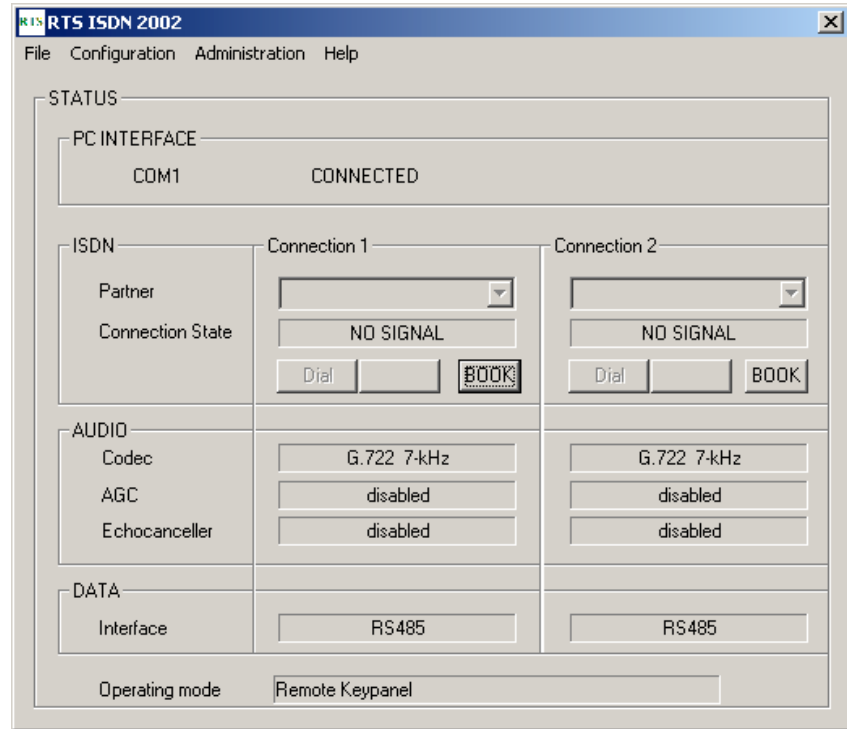 RTS RTS ISDN 2002
File Configuration Administration Help
STATUS
PC INTERFACE
COM1 CONNECTED
ISDN Connection 1 Connection 2
Partner
Connection State NO SIGNAL NO SIGNAL
Dial BOOK Dial BOOK
AUDIO
Codec G.722 7-kHz G.722 7-kHz
AGC disabled disabled
Echocanceller disabled disabled
DATA
Interface RS485 RS485
Operating mode Remote Keypanel